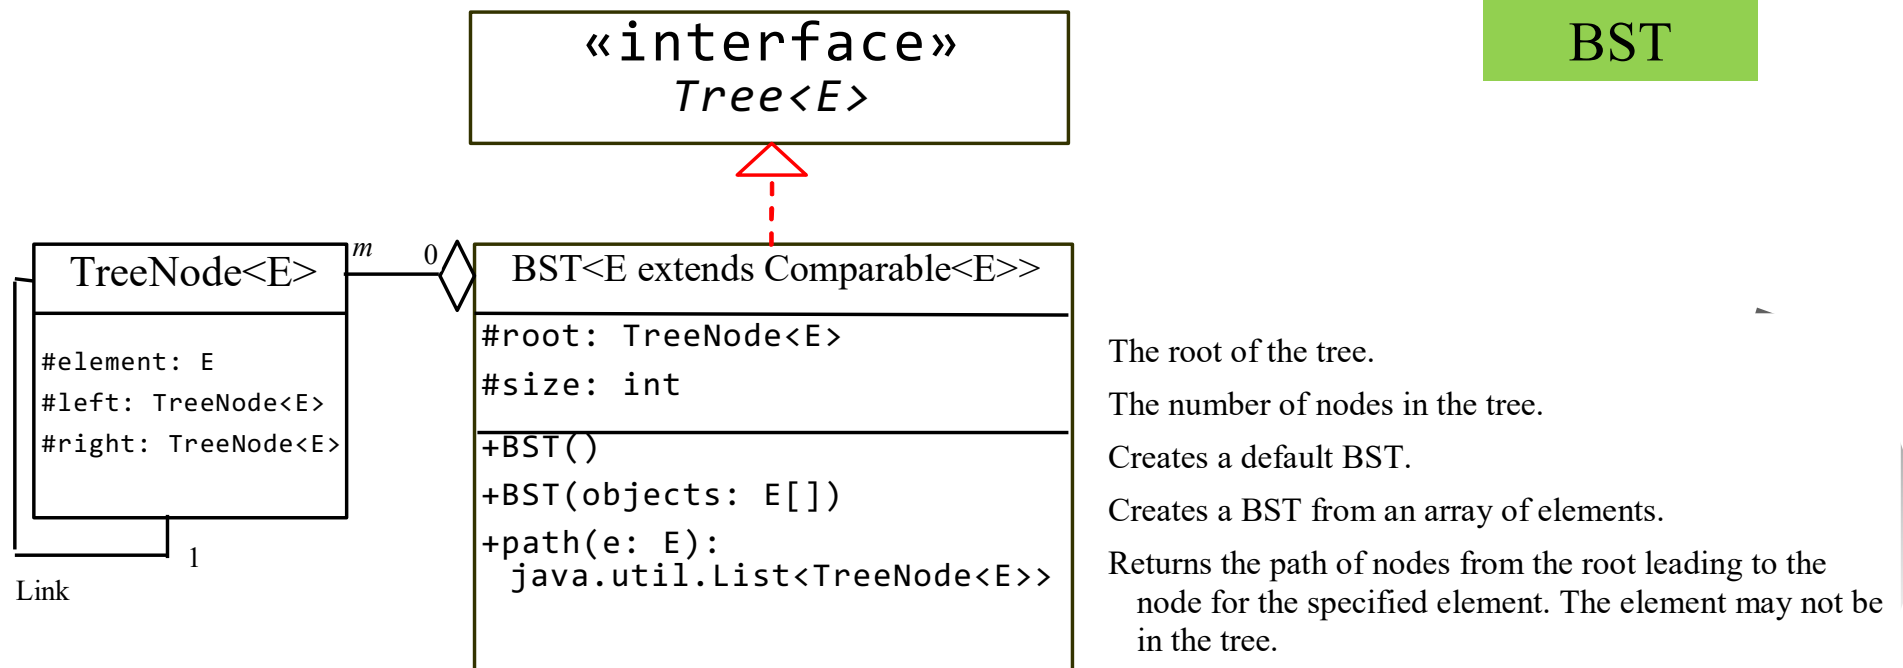 «interface»
Tree<E>
BST
TreeNode<E>
m
0
BST<E extends Comparable<E>>
#element: E
#left: TreeNode<E>
#right: TreeNode<E>
1
Link
#root: TreeNode<E>
#size: int
+BST()
+BST(objects: E[])
+path(e: E):
java.util.List<TreeNode<E>>
The root of the tree.
The number of nodes in the tree.
Creates a default BST.
Creates a BST from an array of elements.
Returns the path of nodes from the root leading to the
node for the specified element. The element may not be
in the tree.